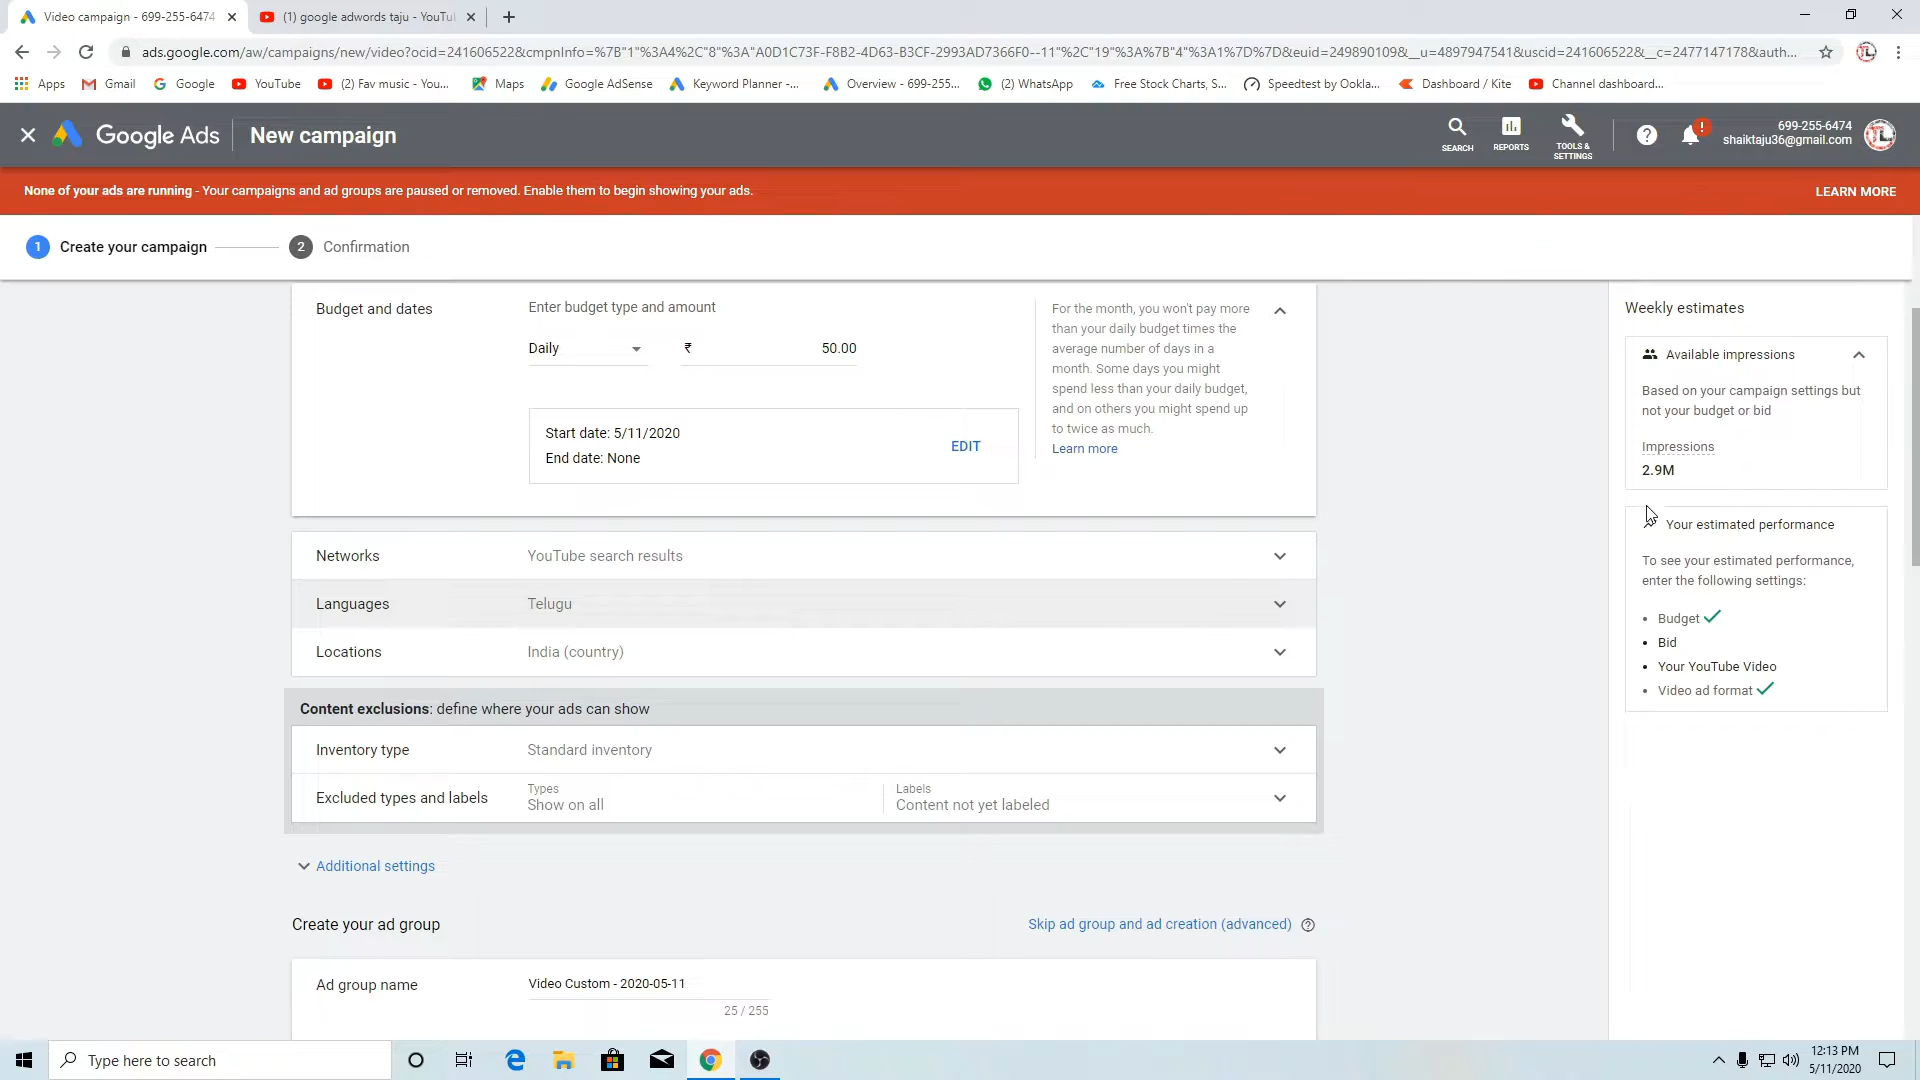 Video campaign - 699-255-6474
(1) google adwords taju - YouTu
ads.google.com/aw/campaigns/new/video?ocid=241606522&cmpnInfo=%7B"1"%3A4%2C"8"%3A"A0D1C73F-F8B2-4D63-B3CF-2993AD7366F0--11"%2C"19"%3A%7B"4"%3A1%7D%7D&euid=249890109&__u=4897947541&uscid=241606522&__c=2477147178&auth...
Apps
Gmail
Google
YouTube
(2) Fav music - You...
Maps
Google AdSense
Keyword Planner -...
Overview - 699-255...
(2) WhatsApp
Free Stock Charts, S...
Speedtest by Ookla...
Dashboard / Kite
Channel dashboard...
Google Ads
New campaign
SEARCH
REPORTS
TOOLS & SETTINGS
699-255-6474
shaiktaju36@gmail.com
None of your ads are running - Your campaigns and ad groups are paused or removed. Enable them to begin showing your ads.
LEARN MORE
1 Create your campaign
2 Confirmation
Budget and dates
Enter budget type and amount
Daily
₹ 50.00
Start date: 5/11/2020
End date: None
EDIT
For the month, you won't pay more
than your daily budget times the
average number of days in a
month. Some days you might
spend less than your daily budget,
and on others you might spend up
to twice as much.
Learn more
Networks
YouTube search results
Languages
Telugu
Locations
India (country)
Content exclusions: define where your ads can show
Inventory type
Standard inventory
Excluded types and labels
Types
Show on all
Labels
Content not yet labeled
Additional settings
Create your ad group
Skip ad group and ad creation (advanced)
Ad group name
Video Custom - 2020-05-11
25 / 255
Weekly estimates
Available impressions
Based on your campaign settings but
not your budget or bid
Impressions
2.9M
Your estimated performance
To see your estimated performance,
enter the following settings:
• Budget
• Bid
• Your YouTube Video
• Video ad format
Type here to search
12:13 PM
5/11/2020